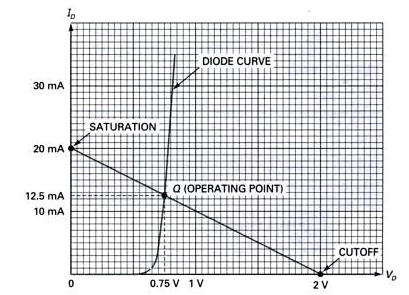 I_D
DIODE CURVE
30 mA
SATURATION
20 mA
Q (OPERATING POINT)
12.5 mA
10 mA
CUTOFF
0
0.75 V
1 V
2 V
V_D